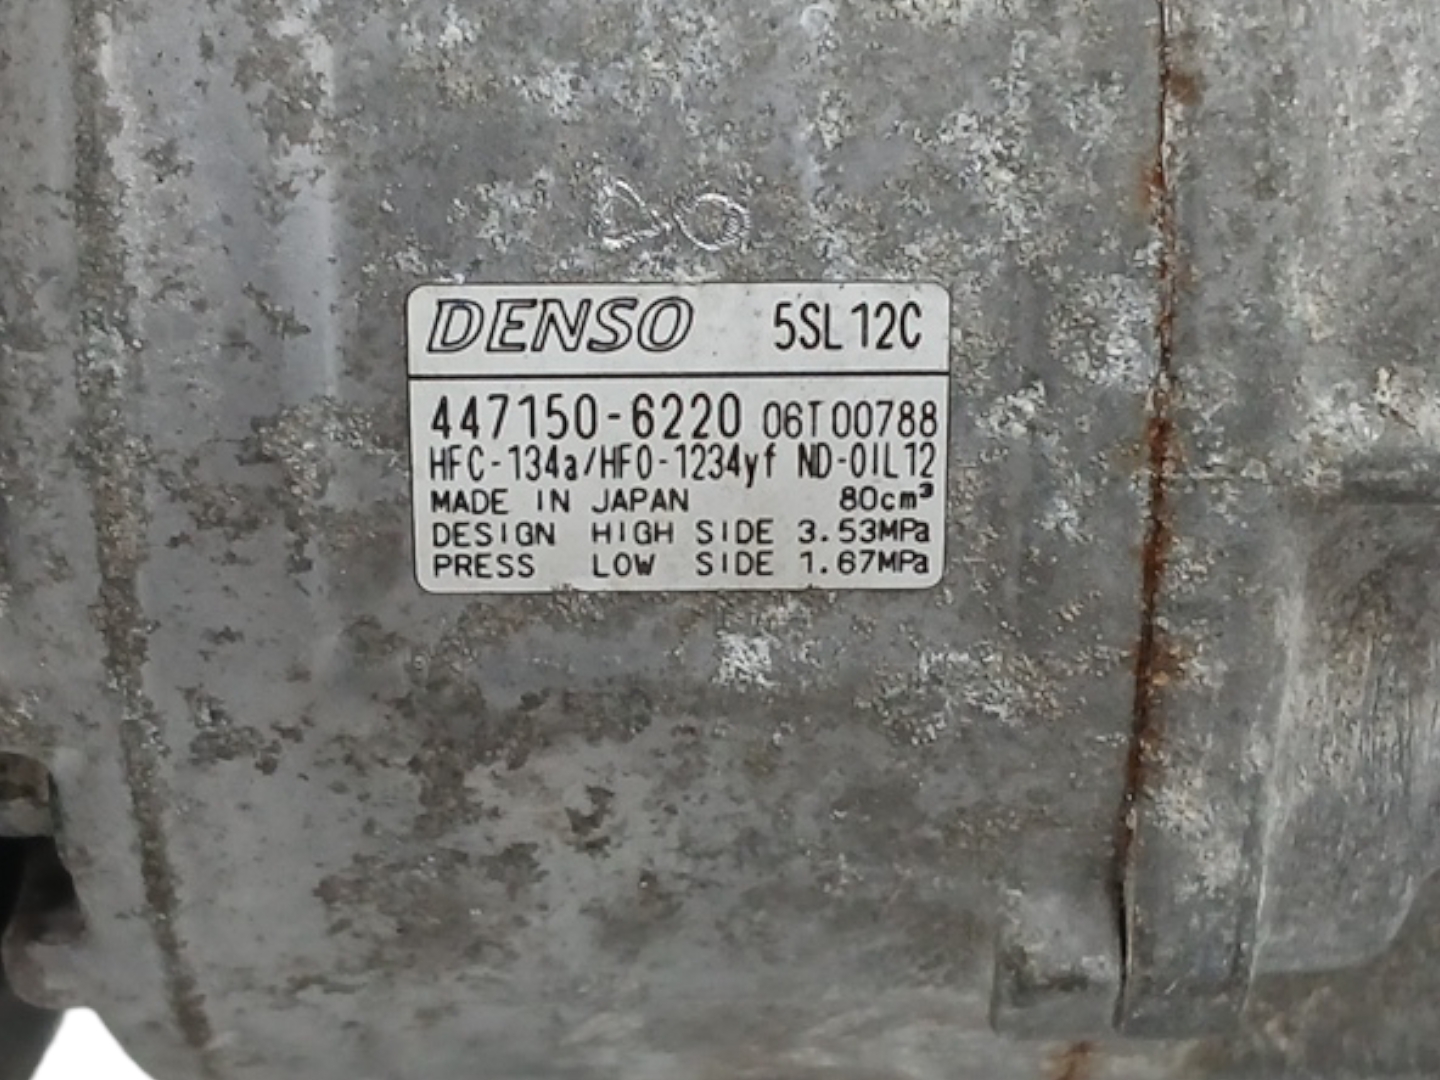 DENSO 5SL12C
447150-6220 06T00788
HFC-134a/HFO-1234yf ND-OIL12
MADE IN JAPAN 80cm³
DESIGN HIGH SIDE 3.53MPa
PRESS LOW SIDE 1.67MPa